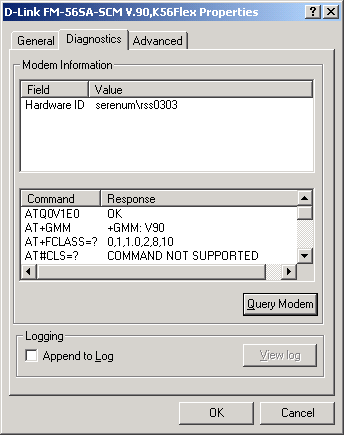 D-Link FM-56SA-SCM V.90,K56Flex Properties
General Diagnostics Advanced
Modem Information
Field Value
Hardware ID serenum\rss0303
Command Response
ATQ0V1E0 OK
AT+GMM +GMM: V90
AT+FCLASS=? 0,1,1.0,2,8,10
AT#CLS=? COMMAND NOT SUPPORTED
Query Modem
Logging
Append to Log View log
OK Cancel